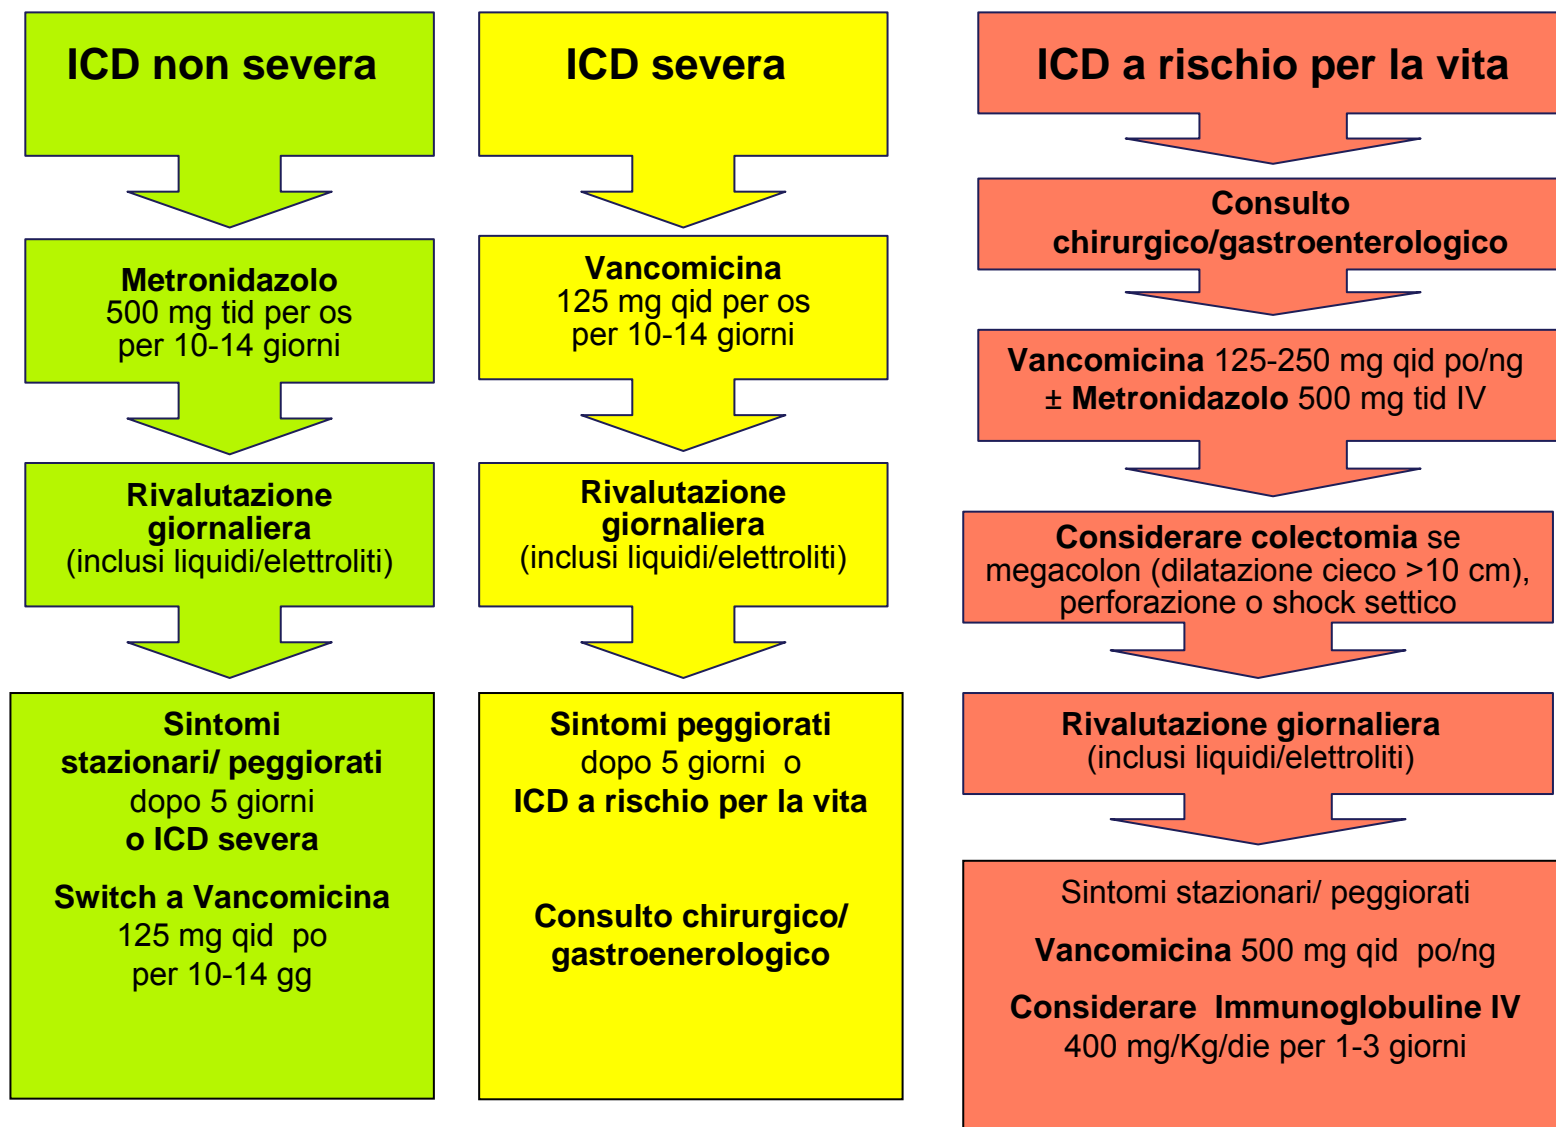 ICD non severa
Metronidazolo
500 mg tid per os
per 10-14 giorni
Rivalutazione
giornaliera
(inclusi liquidi/elettroliti)
Sintomi
stazionari/ peggiorati
dopo 5 giorni
o ICD severa
Switch a Vancomicina
125 mg qid  po
per 10-14 gg
ICD severa
Vancomicina
125 mg qid per os
per 10-14 giorni
Rivalutazione
giornaliera
(inclusi liquidi/elettroliti)
Sintomi peggiorati
dopo 5 giorni  o
ICD a rischio per la vita
Consulto chirurgico/
gastroenerologico
ICD a rischio per la vita
Consulto
chirurgico/gastroenterologico
Vancomicina 125-250 mg qid po/ng
± Metronidazolo 500 mg tid IV
Considerare colectomia se
megacolon (dilatazione cieco >10 cm),
perforazione o shock settico
Rivalutazione giornaliera
(inclusi liquidi/elettroliti)
Sintomi stazionari/ peggiorati
Vancomicina 500 mg qid  po/ng
Considerare  Immunoglobuline IV
400 mg/Kg/die per 1-3 giorni